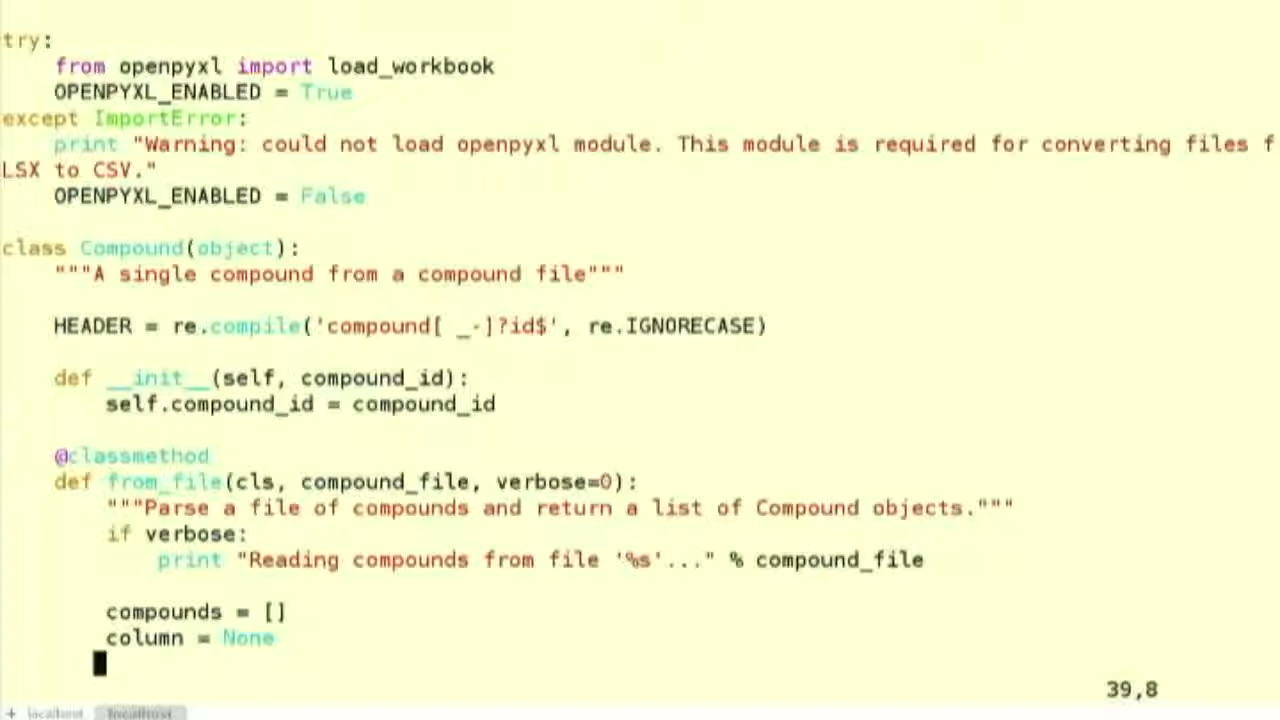 try:
    from openpyxl import load_workbook
    OPENPYXL_ENABLED = True
except ImportError:
    print "Warning: could not load openpyxl module. This module is required for converting files f
LSX to CSV."
    OPENPYXL_ENABLED = False
class Compound(object):
    """A single compound from a compound file"""
    HEADER = re.compile('compound[ _-]?id$', re.IGNORECASE)
    def __init__(self, compound_id):
        self.compound_id = compound_id
    @classmethod
    def from_file(cls, compound_file, verbose=0):
        """Parse a file of compounds and return a list of Compound objects."""
        if verbose:
            print "Reading compounds from file '%s'..." % compound_file
        compounds = []
        column = None
39,8
+ localhost localhost